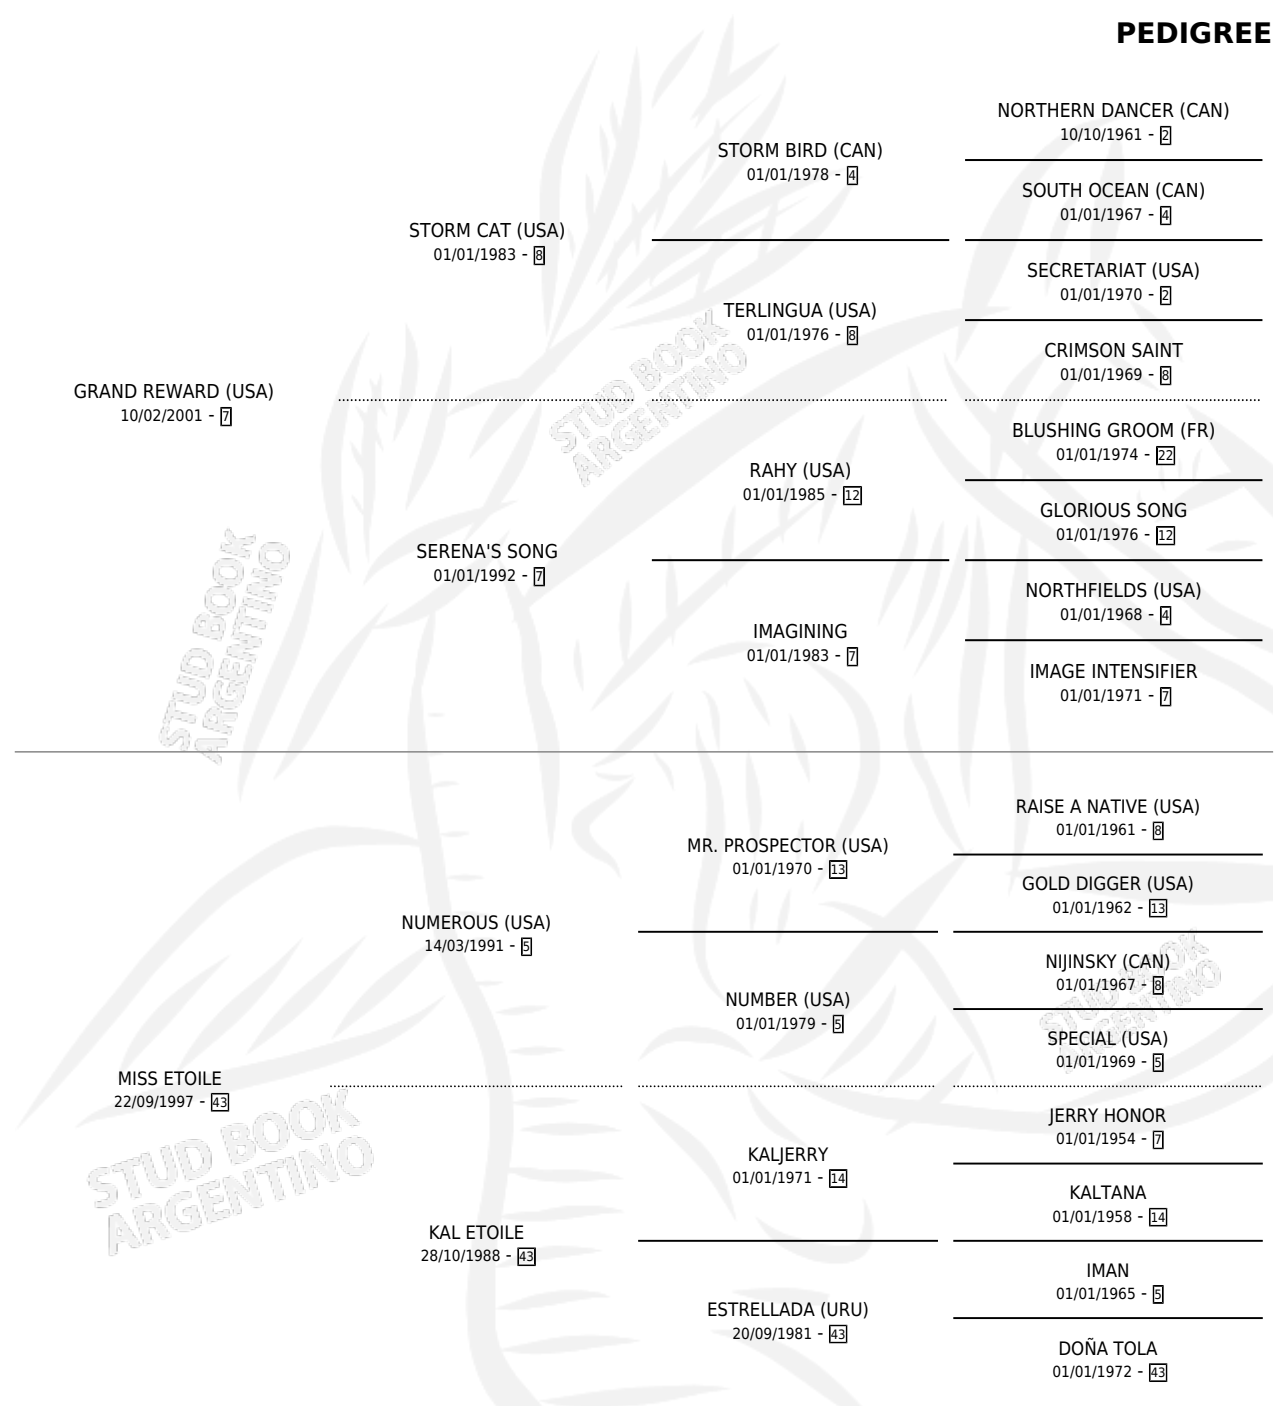 PEDIGREE
NORTHERN DANCER (CAN)
10/10/1961 - 2
STORM BIRD (CAN)
01/01/1978 - 4
SOUTH OCEAN (CAN)
01/01/1967 - 4
STORM CAT (USA)
01/01/1983 - 8
SECRETARIAT (USA)
01/01/1970 - 2
TERLINGUA (USA)
01/01/1976 - 8
CRIMSON SAINT
01/01/1969 - 8
GRAND REWARD (USA)
10/02/2001 - 7
BLUSHING GROOM (FR)
01/01/1974 - 22
RAHY (USA)
01/01/1985 - 12
GLORIOUS SONG
01/01/1976 - 12
SERENA'S SONG
01/01/1992 - 7
NORTHFIELDS (USA)
01/01/1968 - 4
IMAGINING
01/01/1983 - 7
IMAGE INTENSIFIER
01/01/1971 - 7
RAISE A NATIVE (USA)
01/01/1961 - 8
MR. PROSPECTOR (USA)
01/01/1970 - 13
GOLD DIGGER (USA)
01/01/1962 - 13
NUMEROUS (USA)
14/03/1991 - 5
NIJINSKY (CAN)
01/01/1967 - 8
NUMBER (USA)
01/01/1979 - 5
SPECIAL (USA)
01/01/1969 - 5
MISS ETOILE
22/09/1997 - 43
JERRY HONOR
01/01/1954 - 7
KALJERRY
01/01/1971 - 14
KALTANA
01/01/1958 - 14
KAL ETOILE
28/10/1988 - 43
IMAN
01/01/1965 - 5
ESTRELLADA (URU)
20/09/1981 - 43
DOÑA TOLA
01/01/1972 - 43
STUD BOOK
ARGENTINO
STUD BOOK
ARGENTINO
STUD BOOK
ARGENTINO
STUD BOOK
ARGENTINO